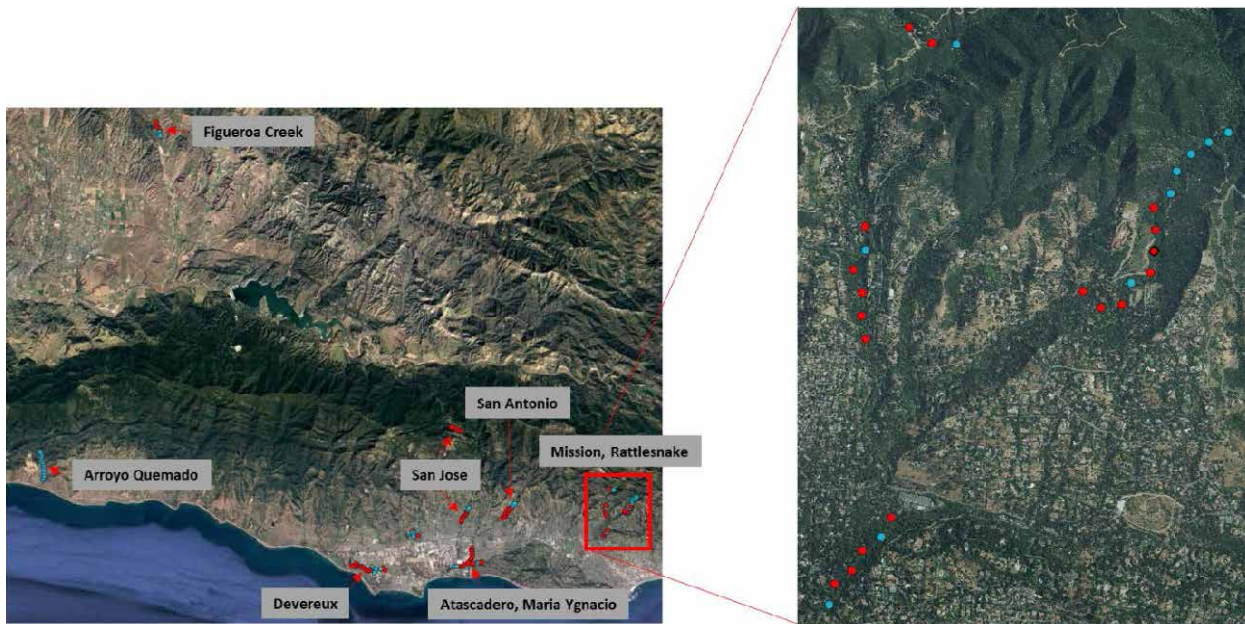 Figueroa Creek
San Antonio
Mission, Rattlesnake
San Jose
Arroyo Quemado
Devereux
Atascadero, Maria Ygnacio